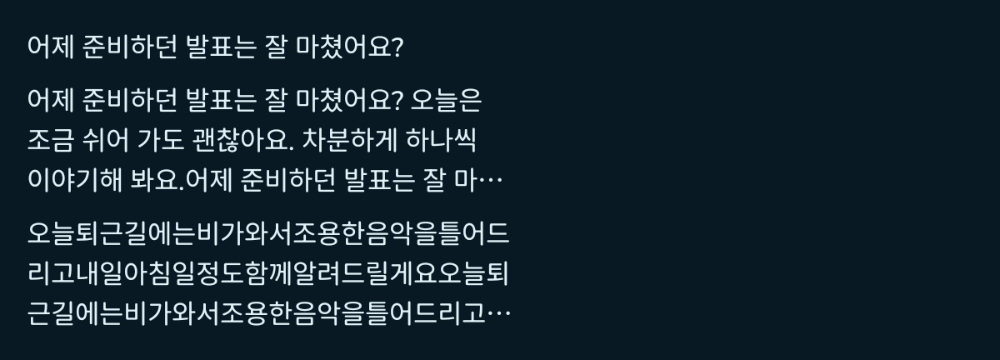 어제 준비하던 발표는 잘 마쳤어요?
어제 준비하던 발표는 잘 마쳤어요? 오늘은
조금 쉬어 가도 괜찮아요. 차분하게 하나씩
이야기해 봐요.어제 준비하던 발표는 잘 마…
오늘퇴근길에는비가와서조용한음악을틀어드
리고내일아침일정도함께알려드릴게요오늘퇴
근길에는비가와서조용한음악을틀어드리고…